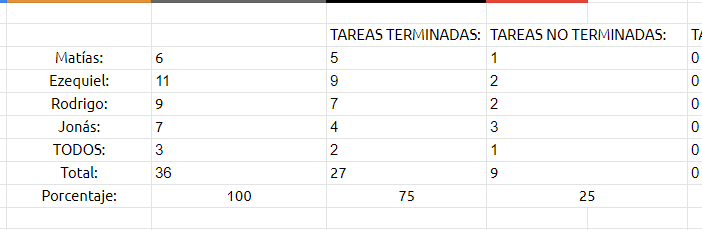 TAREAS TERMINADAS: TAREAS NO TERMINADAS:
Matías: 6 5 1 0
Ezequiel: 11 9 2 0
Rodrigo: 9 7 2 0
Jonás: 7 4 3 0
TODOS: 3 2 1 0
Total: 36 27 9 0
Porcentaje: 100 75 25